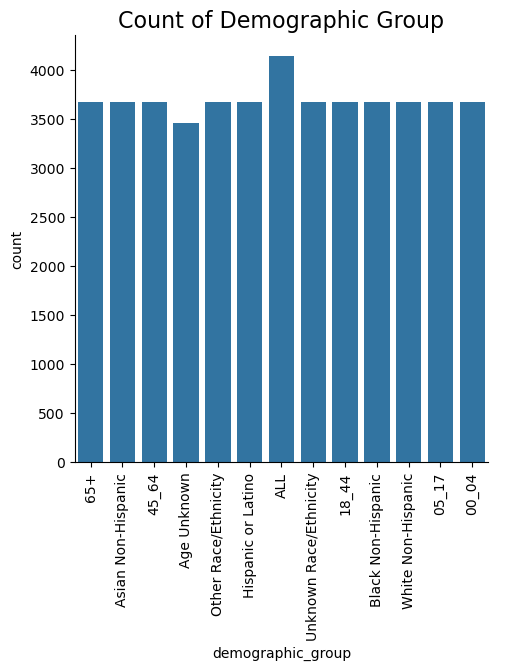 Count of Demographic Group
count
4000
3500
3000
2500
2000
1500
1000
500
0
65+
Asian Non-Hispanic
45_64
Age Unknown
Other Race/Ethnicity
Hispanic or Latino
ALL
Unknown Race/Ethnicity
18_44
Black Non-Hispanic
White Non-Hispanic
05_17
00_04
demographic_group